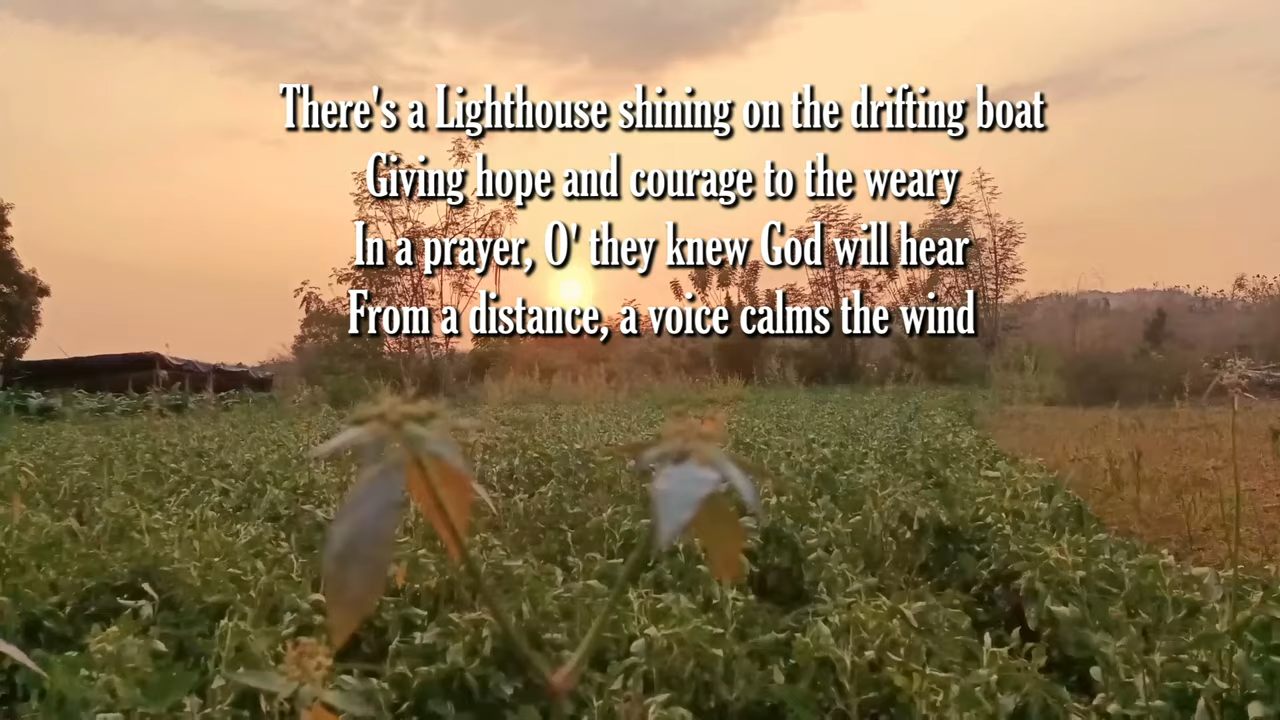 There's a Lighthouse shining on the drifting boat
Giving hope and courage to the weary
In a prayer, O' they knew God will hear
From a distance, a voice calms the wind